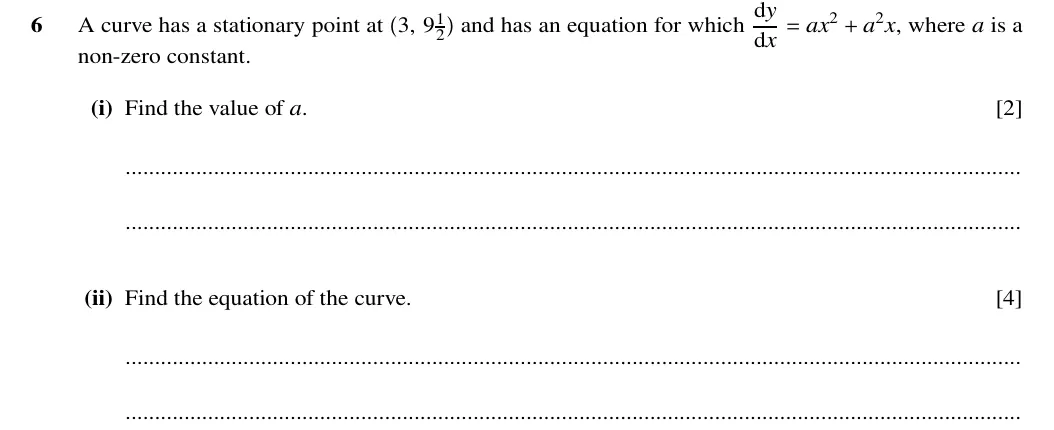 6 A curve has a stationary point at (3, 9½) and has an equation for which dy/dx = ax² + a²x, where a is a
non-zero constant.
(i) Find the value of a. [2]
(ii) Find the equation of the curve. [4]